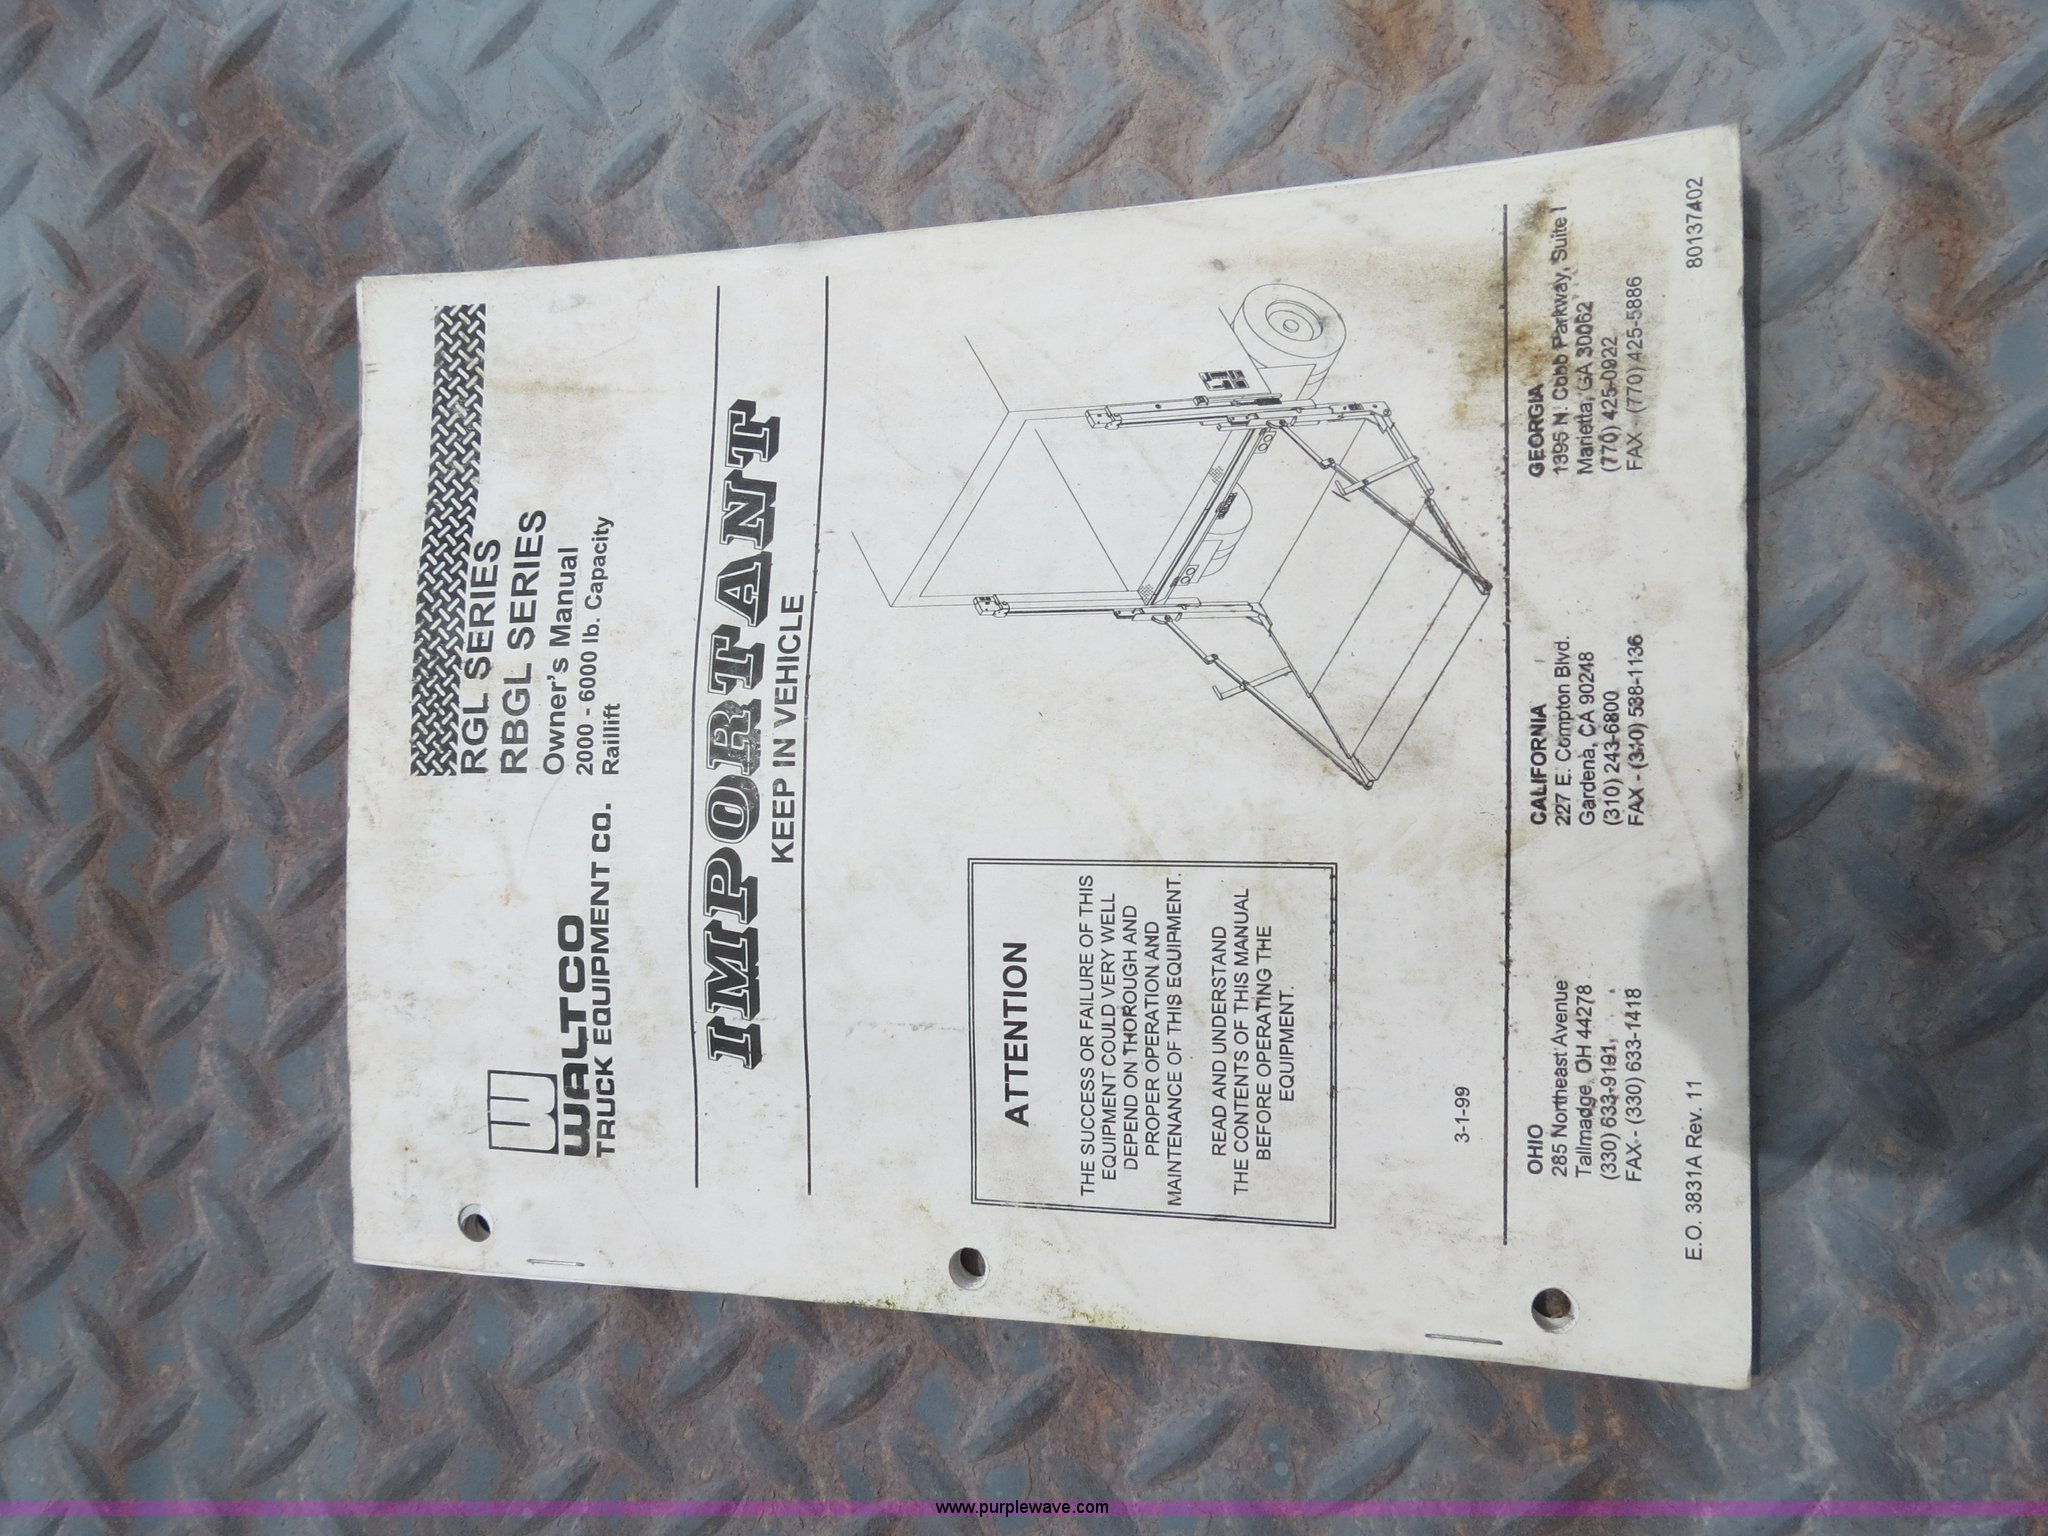 WALTCO
TRUCK EQUIPMENT CO.
RGL SERIES
RBGL SERIES
Owner's Manual
2000 - 6000 lb. Capacity
Raillift
IMPORTANT
KEEP IN VEHICLE
ATTENTION
THE SUCCESS OR FAILURE OF THIS
EQUIPMENT COULD VERY WELL
DEPEND ON THOROUGH AND
PROPER OPERATION AND
MAINTENANCE OF THIS EQUIPMENT.
READ AND UNDERSTAND
THE CONTENTS OF THIS MANUAL
BEFORE OPERATING THE
EQUIPMENT.
3-1-99
OHIO
285 Northeast Avenue
Tallmadge, OH 44278
(330) 633-9191
FAX - (330) 633-1418
CALIFORNIA
227 E. Compton Blvd.
Gardena, CA 90248
(310) 243-6800
FAX - (310) 538-1136
GEORGIA
1395 N. Cobb Parkway, Suite I
Marietta, GA 30062
(770) 425-0922
FAX - (770) 425-5886
E.O. 3831A Rev. 11
80137402
www.purplewave.com